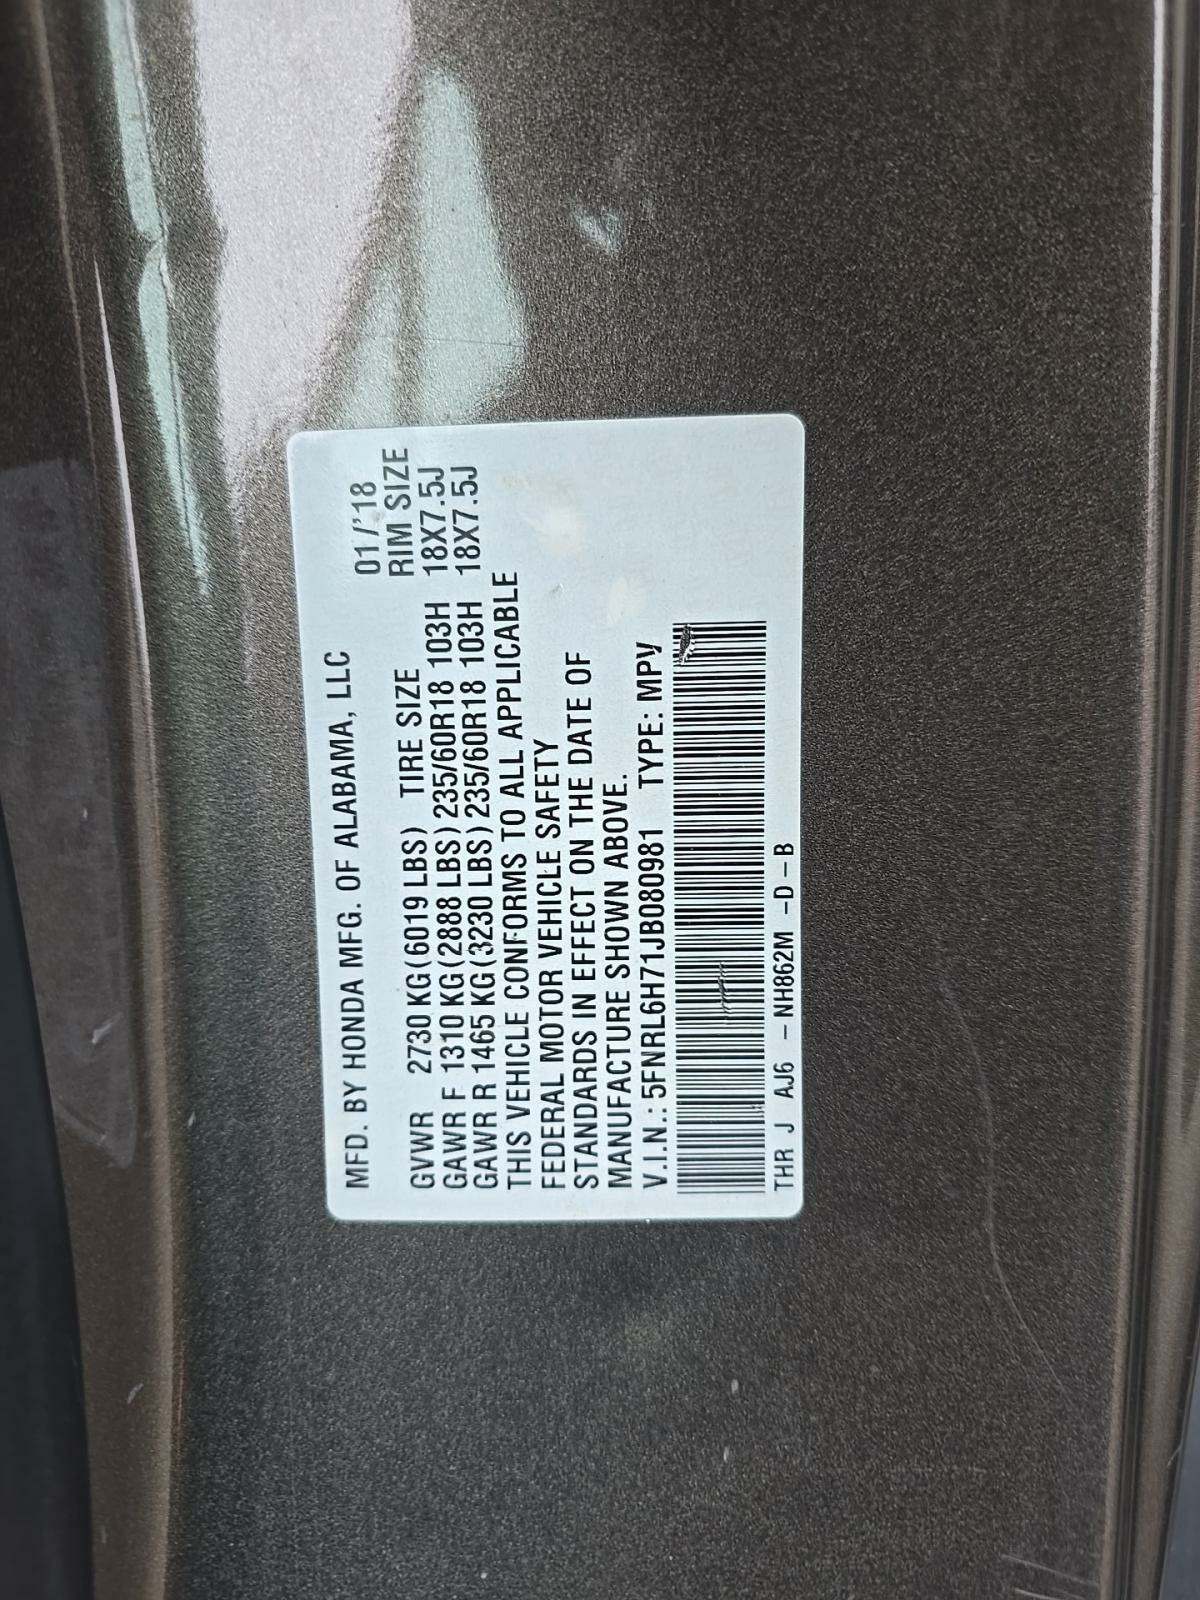 MFD. BY HONDA MFG. OF ALABAMA, LLC
01/'18
GVWR 2730 KG(6019 LBS) TIRE SIZE RIM SIZE
GAWR F 1310 KG(2888 LBS) 235/60R18 103H 18X7.5J
GAWR R 1465 KG(3230 LBS) 235/60R18 103H 18X7.5J
THIS VEHICLE CONFORMS TO ALL APPLICABLE
FEDERAL MOTOR VEHICLE SAFETY
STANDARDS IN EFFECT ON THE DATE OF
MANUFACTURE SHOWN ABOVE.
V.I.N.: 5FNRL6H71JB080981 TYPE: MPV
THR J AJ6 - NH862M -D-B